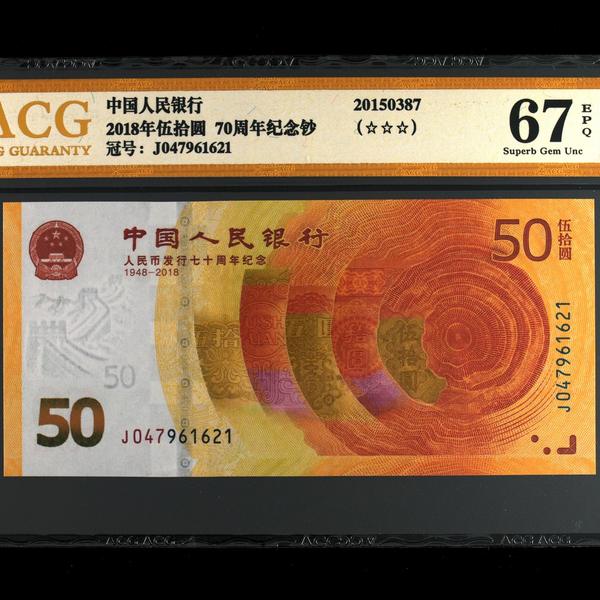 ACG
G GUARANTY
中国人民银行
2018年伍拾圆 70周年纪念钞
冠号：J047961621
20150387
(☆☆☆)
67
EPQ
Superb Gem Unc
中国人民银行
人民币发行七十周年纪念
1948-2018
50
伍拾圆
50
50
J047961621
J047961621
伍拾圆